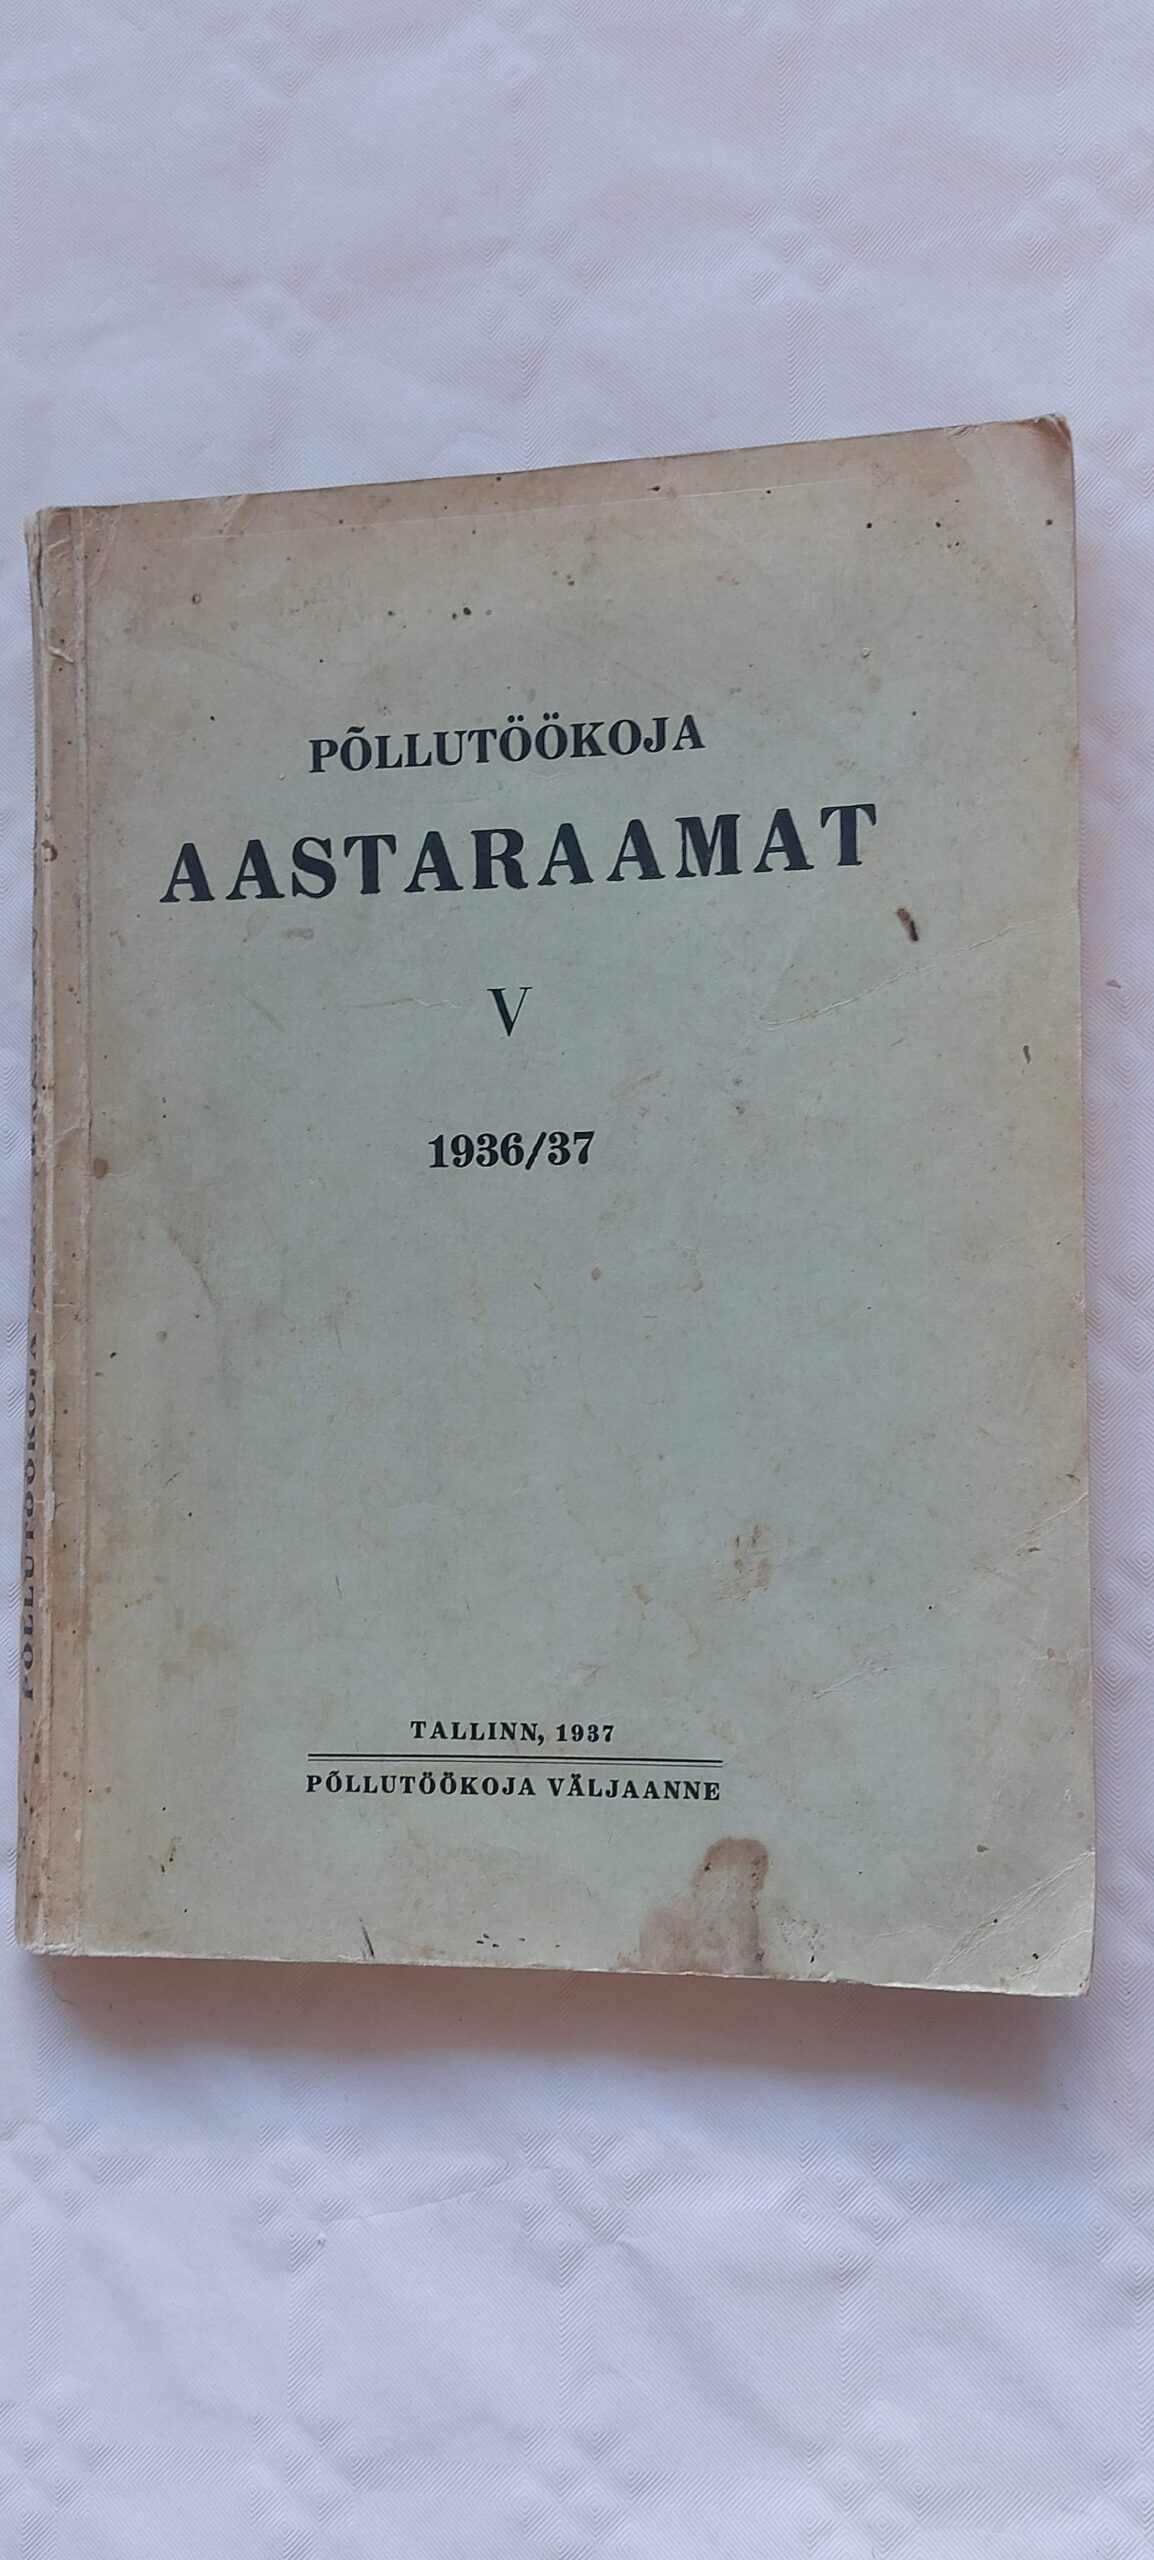 PÕLLUTÖÖKOJA
AASTARAAMAT
V
1936/37
TALLINN, 1937
PÕLLUTÖÖKOJA VÄLJAANNE
PÕLLUTÖÖKOJA